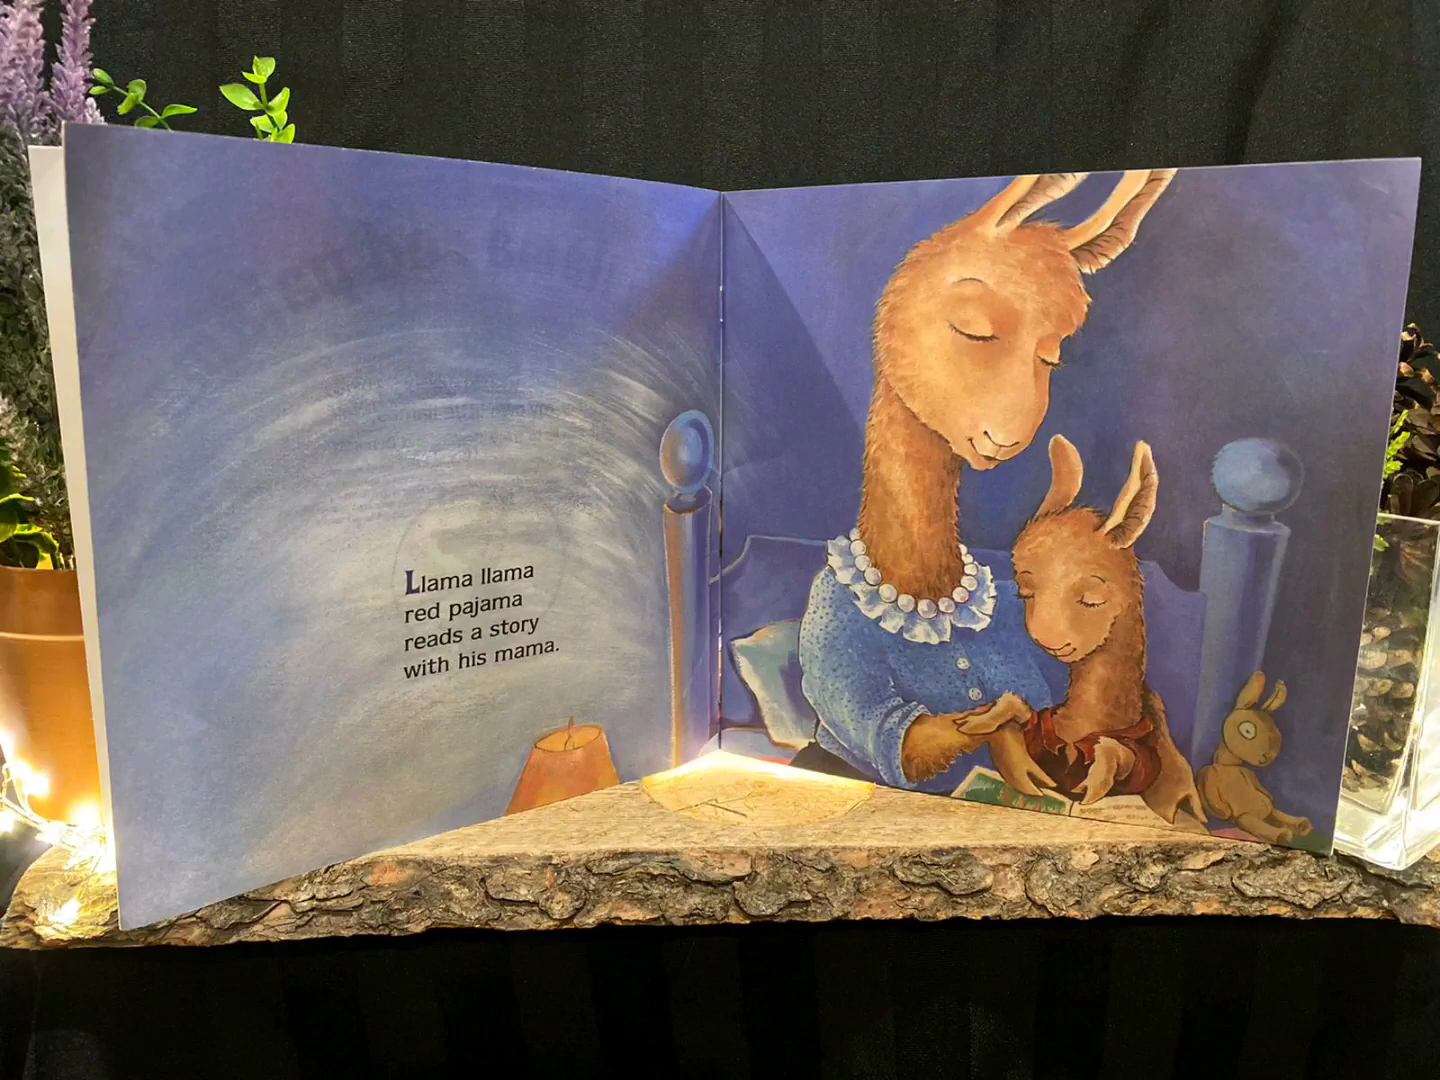 Llama llama
red pajama
reads a story
with his mama.